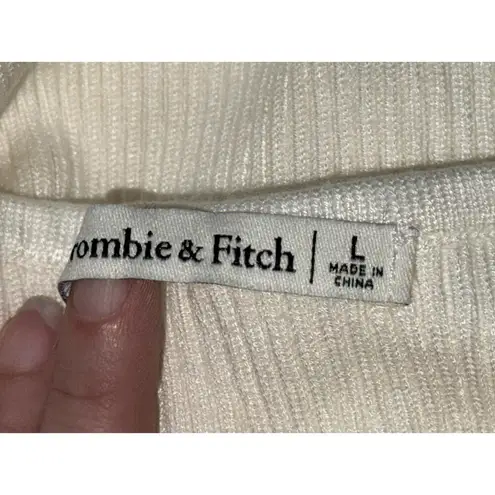 rombie & Fitch | L
MADE IN
CHINA